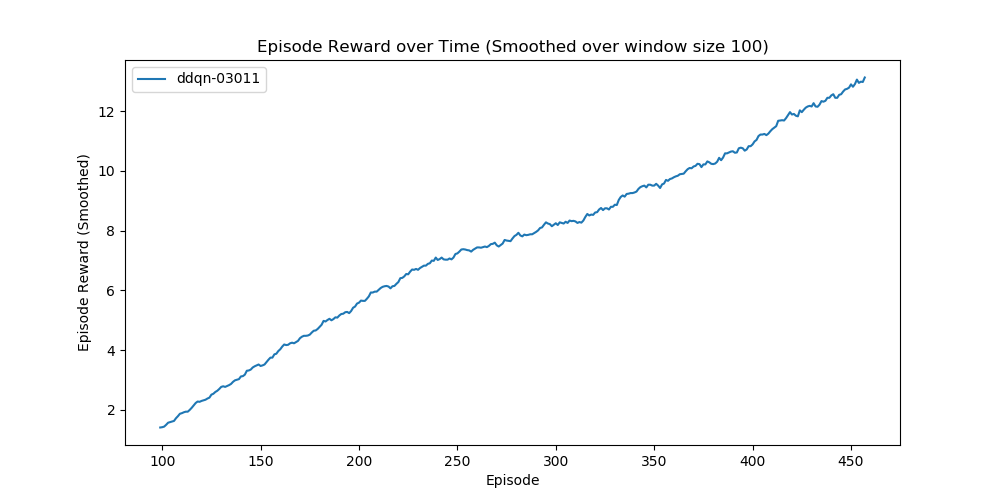 Episode Reward over Time (Smoothed over window size 100)
ddqn-03011
Episode Reward (Smoothed)
12
10
8
6
4
2
100 150 200 250 300 350 400 450
Episode